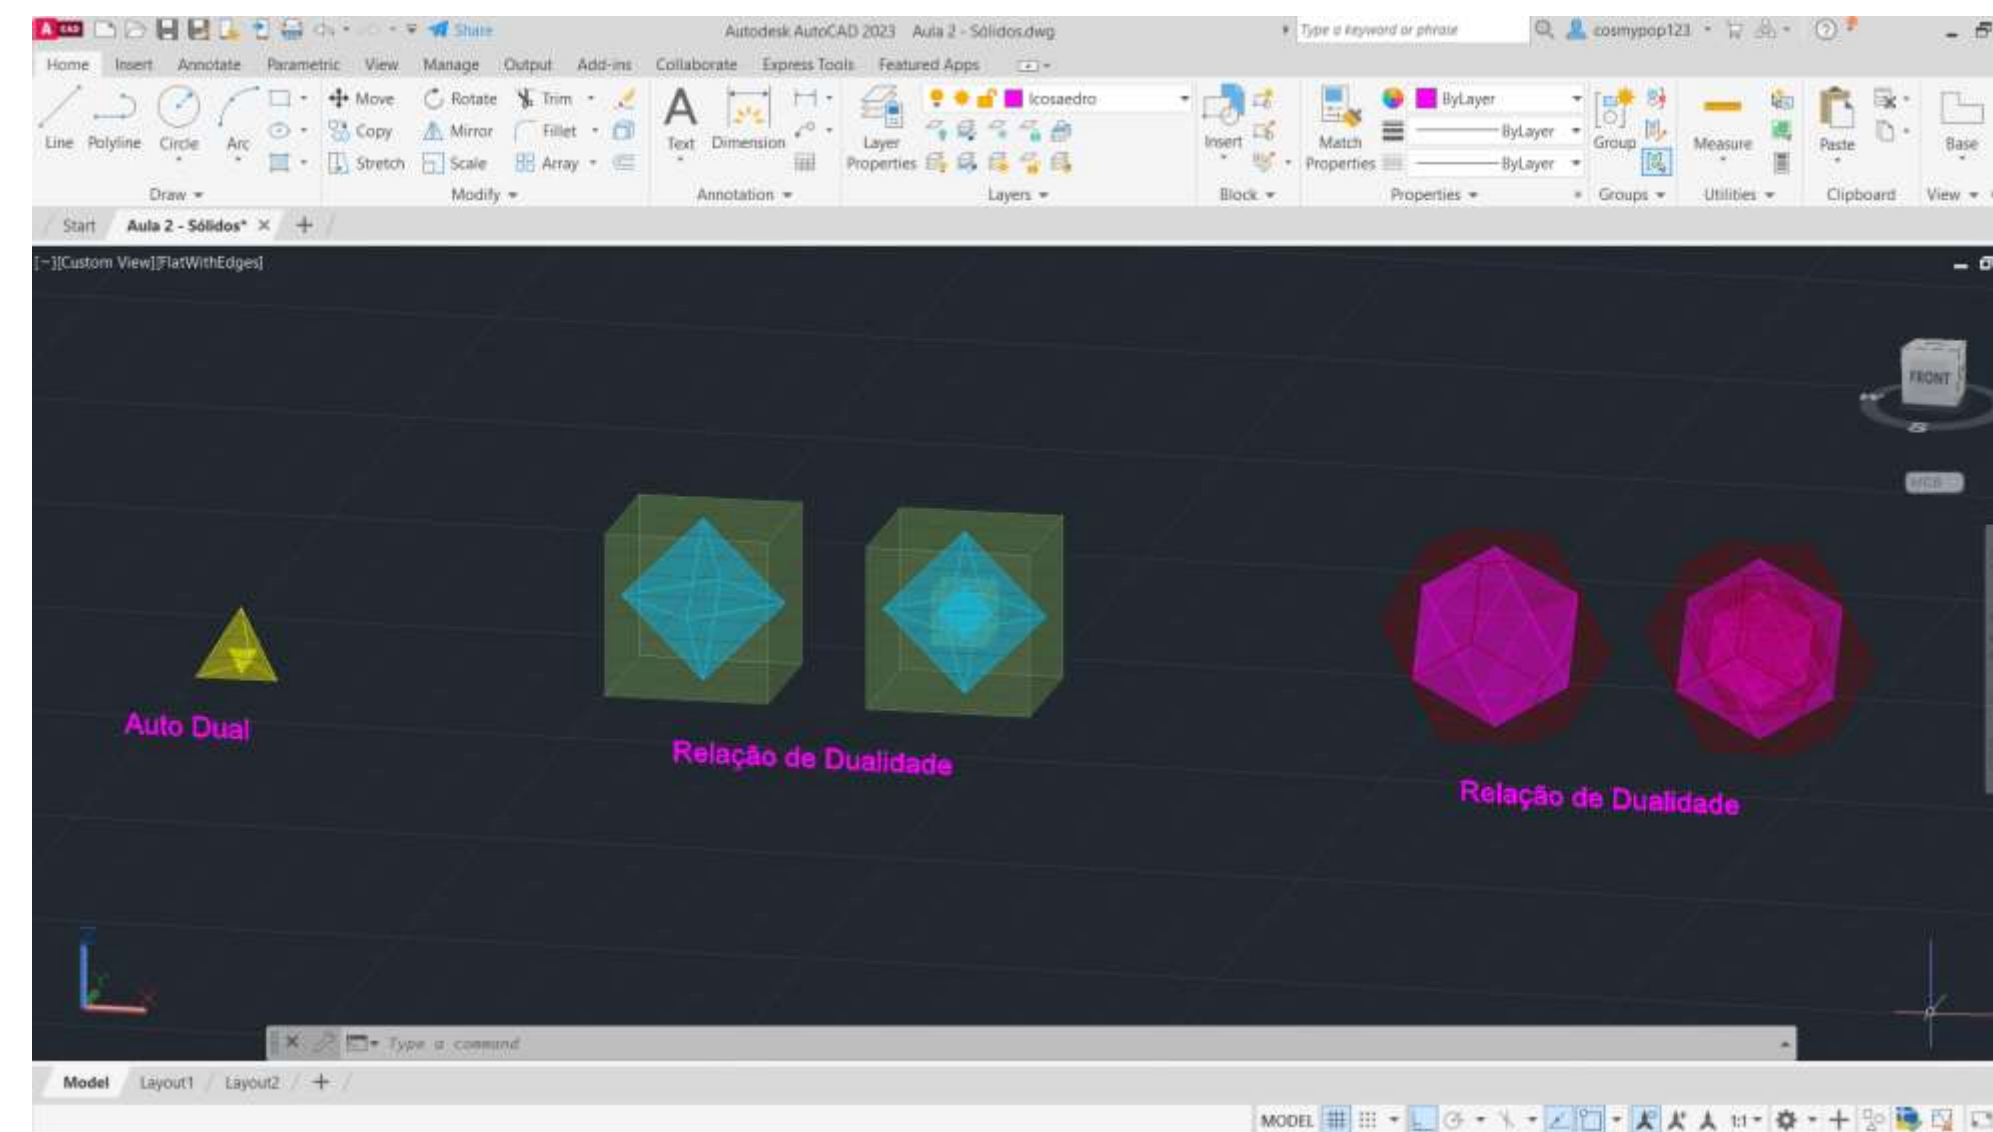 A CAD Share Autodesk AutoCAD 2023 Aula 2 - Sólidos.dwg Type a keyword or phrase cosmypop123
Home Insert Annotate Parametric View Manage Output Add-ins Collaborate Express Tools Featured Apps
Line Polyline Circle Arc
Move Rotate Trim
Copy Mirror Fillet
Stretch Scale Array
Text Dimension
Layer Properties
Icosaedro
Insert
Match Properties
ByLayer
ByLayer
ByLayer
Group
Measure
Paste
Base
Draw Modify Annotation Layers Block Properties Groups Utilities Clipboard View
Start Aula 2 - Sólidos*
[−][Custom View][FlatWithEdges]
FRONT
Auto Dual
Relação de Dualidade
Relação de Dualidade
Z
Y
X
Type a command
Model Layout1 Layout2
MODEL 1:1